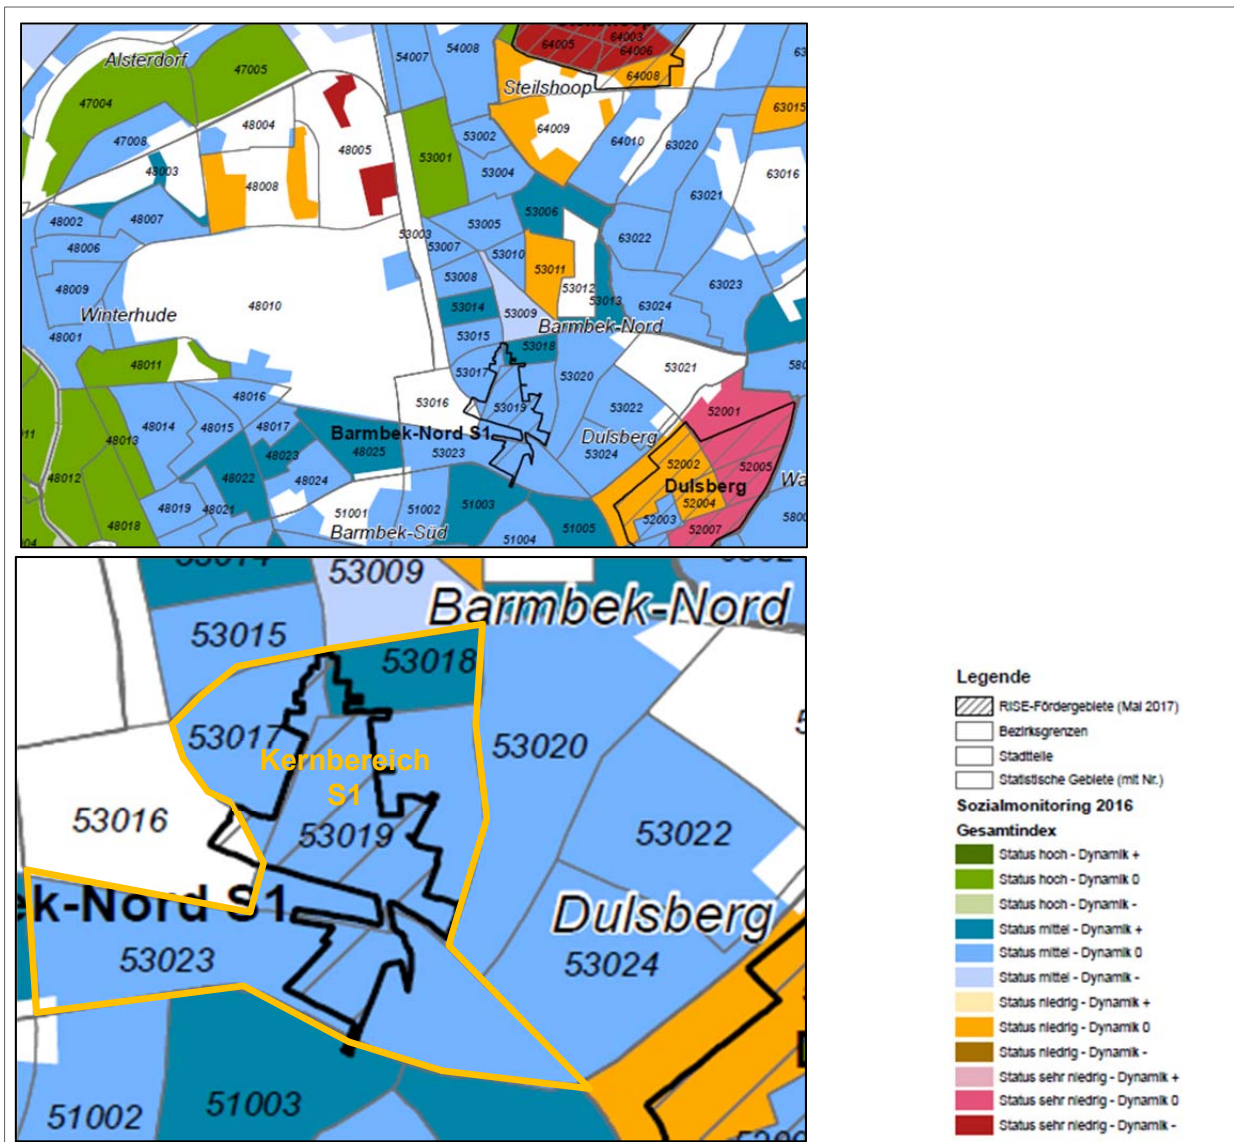 Steilshoop
64003
64005
64006
54008
54007
64008
63015
Alsterdorf
47005
47004
Steilshoop
48004
47008
64009
64010
63020
53002
48005
53001
63016
48003
53004
48008
63021
48002
48007
53006
53005
53003
63022
48006
53007
53010
53011
53008
53012
63023
48009
53013
63024
48010
53014
53009
Winterhude
Barmbek-Nord
48001
53015
53018
48011
53017
53020
53021
48016
53016
53019
53022
52001
48014
48015
48017
48013
Barmbek-Nord S1
Dulsberg
53023
53024
48023
48025
52002
52005
48012
48022
48024
Dulsberg
52004
48019
48021
51001
51002
51003
52003
48018
51005
52007
Barmbek-Süd
51004
53014
53009
Barmbek-Nord
53015
53018
53017
Kernbereich
S1
53020
53016
53019
53022
ek-Nord S1
Dulsberg
53023
53024
51002
51003
Legende
RISE-Fördergebiete (Mai 2017)
Bezirksgrenzen
Stadtteile
Statistische Gebiete (mit Nr.)
Sozialmonitoring 2016
Gesamtindex
Status hoch - Dynamik +
Status hoch - Dynamik 0
Status hoch - Dynamik -
Status mittel - Dynamik +
Status mittel - Dynamik 0
Status mittel - Dynamik -
Status niedrig - Dynamik +
Status niedrig - Dynamik 0
Status niedrig - Dynamik -
Status sehr niedrig - Dynamik +
Status sehr niedrig - Dynamik 0
Status sehr niedrig - Dynamik -